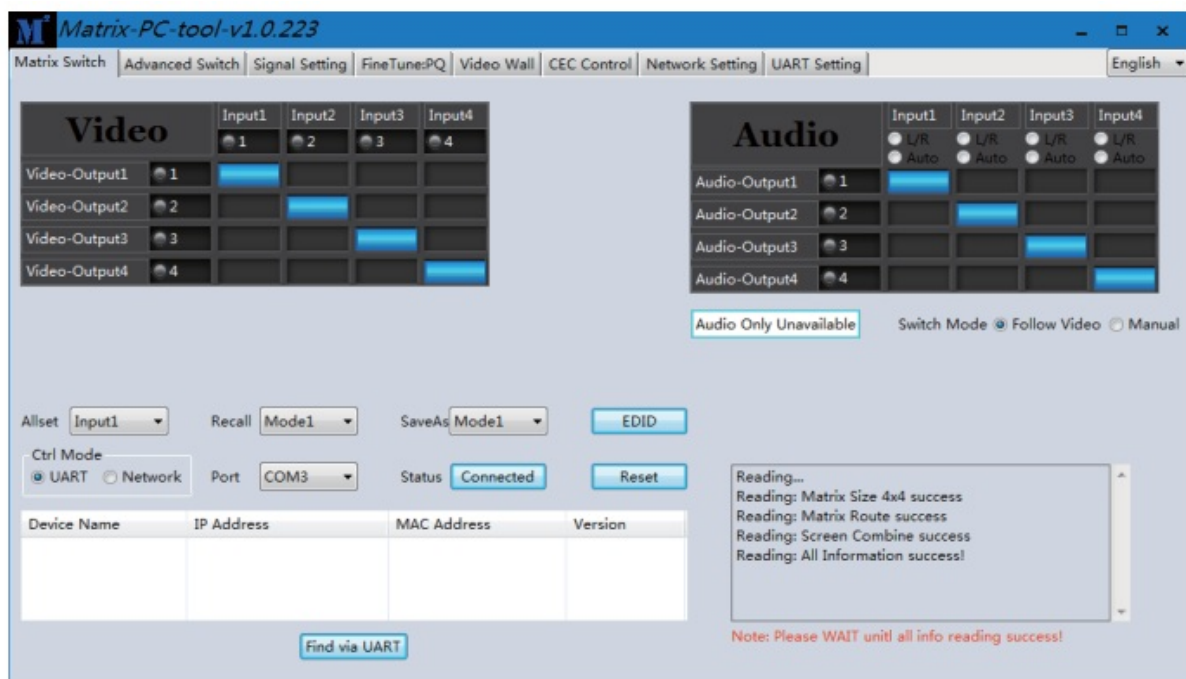 M² Matrix-PC-tool-v1.0.223
Matrix Switch Advanced Switch Signal Setting FineTune:PQ Video Wall CEC Control Network Setting UART Setting English
Video Input1 Input2 Input3 Input4
1 2 3 4
Video-Output1 1
Video-Output2 2
Video-Output3 3
Video-Output4 4
Audio Input1 Input2 Input3 Input4
L/R L/R L/R L/R
Auto Auto Auto Auto
Audio-Output1 1
Audio-Output2 2
Audio-Output3 3
Audio-Output4 4
Audio Only Unavailable Switch Mode Follow Video Manual
Allset Input1 Recall Mode1 SaveAs Mode1 EDID
Ctrl Mode
UART Network Port COM3 Status Connected Reset
Device Name IP Address MAC Address Version
Find via UART
Reading...
Reading: Matrix Size 4x4 success
Reading: Matrix Route success
Reading: Screen Combine success
Reading: All Information success!
Note: Please WAIT unitl all info reading success!